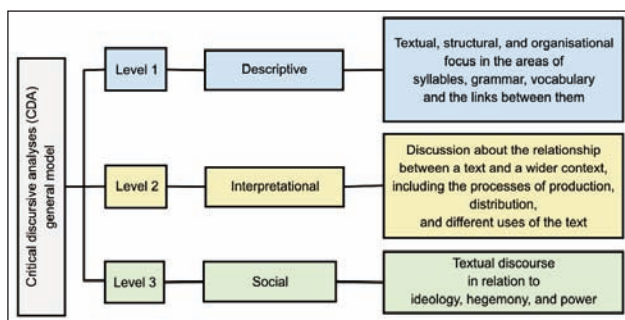 Critical discursive analyses (CDA)
general model
Level 1
Descriptive
Textual, structural, and organisational
focus in the areas of
syllables, grammar, vocabulary
and the links between them
Level 2
Interpretational
Discussion about the relationship
between a text and a wider context,
including the processes of production,
distribution,
and different uses of the text
Level 3
Social
Textual discourse
in relation to
ideology, hegemony, and power